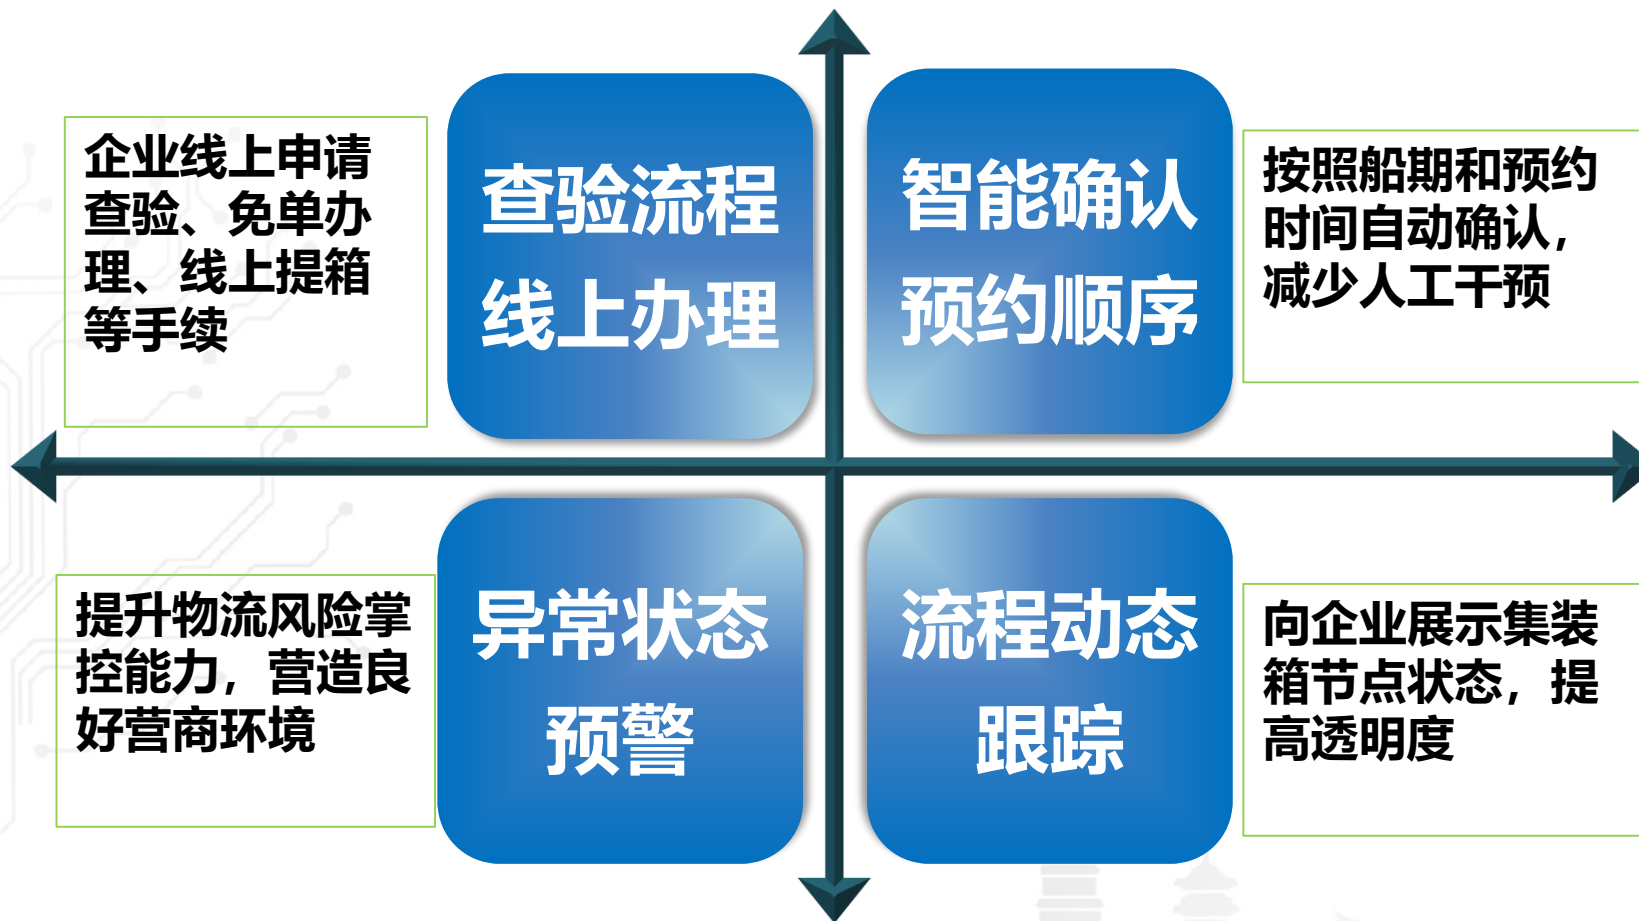 企业线上申请
查验、免单办
理、线上提箱
等手续
查验流程
线上办理
智能确认
预约顺序
按照船期和预约
时间自动确认，
减少人工干预
提升物流风险掌
控能力，营造良
好营商环境
异常状态
预警
流程动态
跟踪
向企业展示集装
箱节点状态，提
高透明度